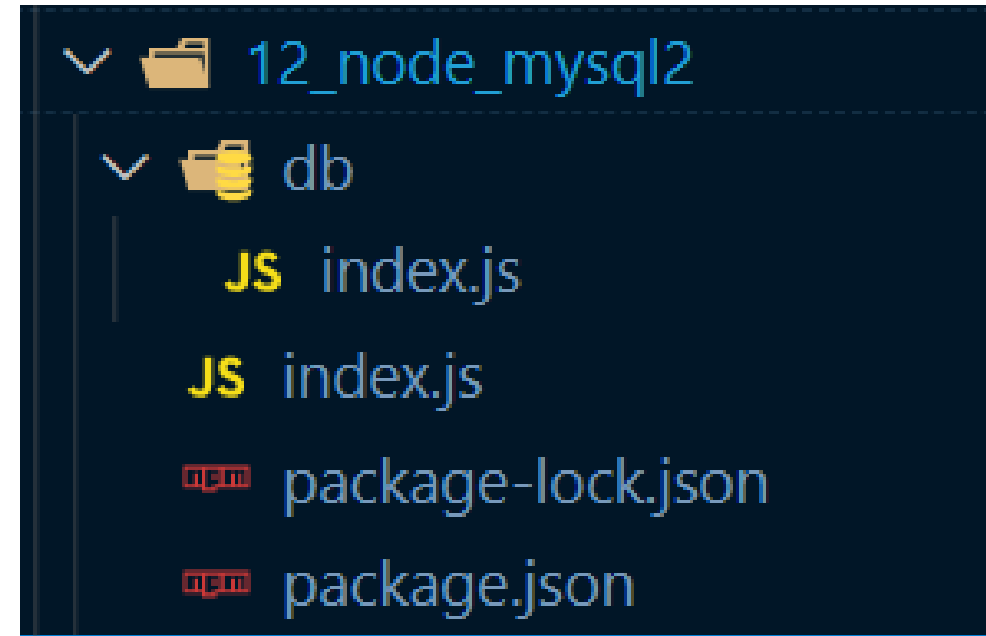 12_node_mysql2
db
JS index.js
JS index.js
npm package-lock.json
npm package.json